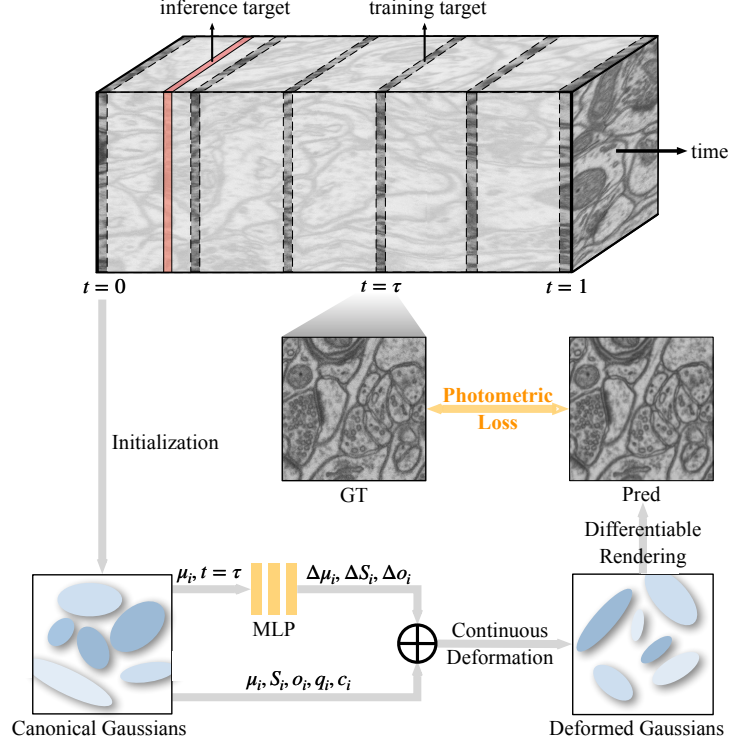 inference target
training target
time
t = 0
t = τ
t = 1
Photometric
Loss
Initialization
GT
Pred
Differentiable
Rendering
μᵢ, t = τ
Δμᵢ, ΔSᵢ, Δoᵢ
MLP
Continuous
Deformation
μᵢ, Sᵢ, oᵢ, qᵢ, cᵢ
Canonical Gaussians
Deformed Gaussians